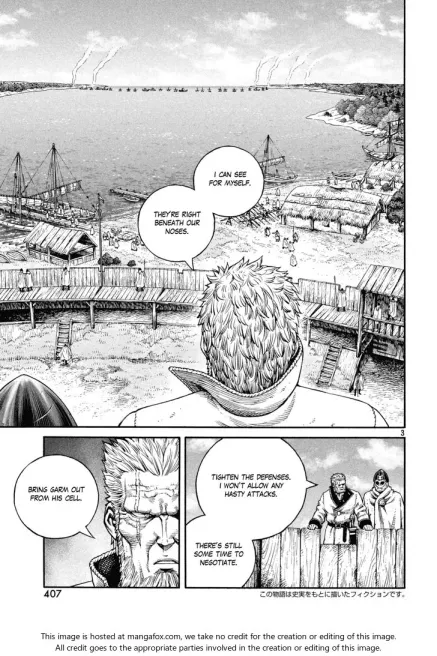 I CAN SEE
FOR MYSELF.
THEY'RE RIGHT
BENEATH OUR
NOSES.
3
BRING GARM OUT
FROM HIS CELL.
TIGHTEN THE DEFENSES.
I WON'T ALLOW ANY
HASTY ATTACKS.
THERE'S STILL
SOME TIME TO
NEGOTIATE.
407
この物語は史実をもとに描いたフィクションです。
This image is hosted at mangafox.com, we take no credit for the creation or editing of this image.
All credit goes to the appropriate parties involved in the creation or editing of this image.